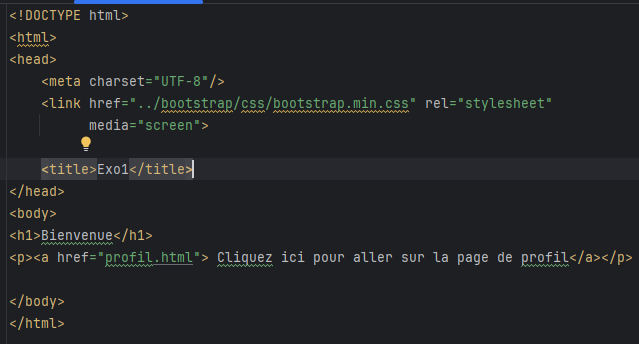 <!DOCTYPE html>
<html>
<head>
    <meta charset="UTF-8"/>
    <link href="../bootstrap/css/bootstrap.min.css" rel="stylesheet"
          media="screen">
    <title>Exo1</title>
</head>
<body>
<h1>Bienvenue</h1>
<p><a href="profil.html"> Cliquez ici pour aller sur la page de profil</a></p>
</body>
</html>